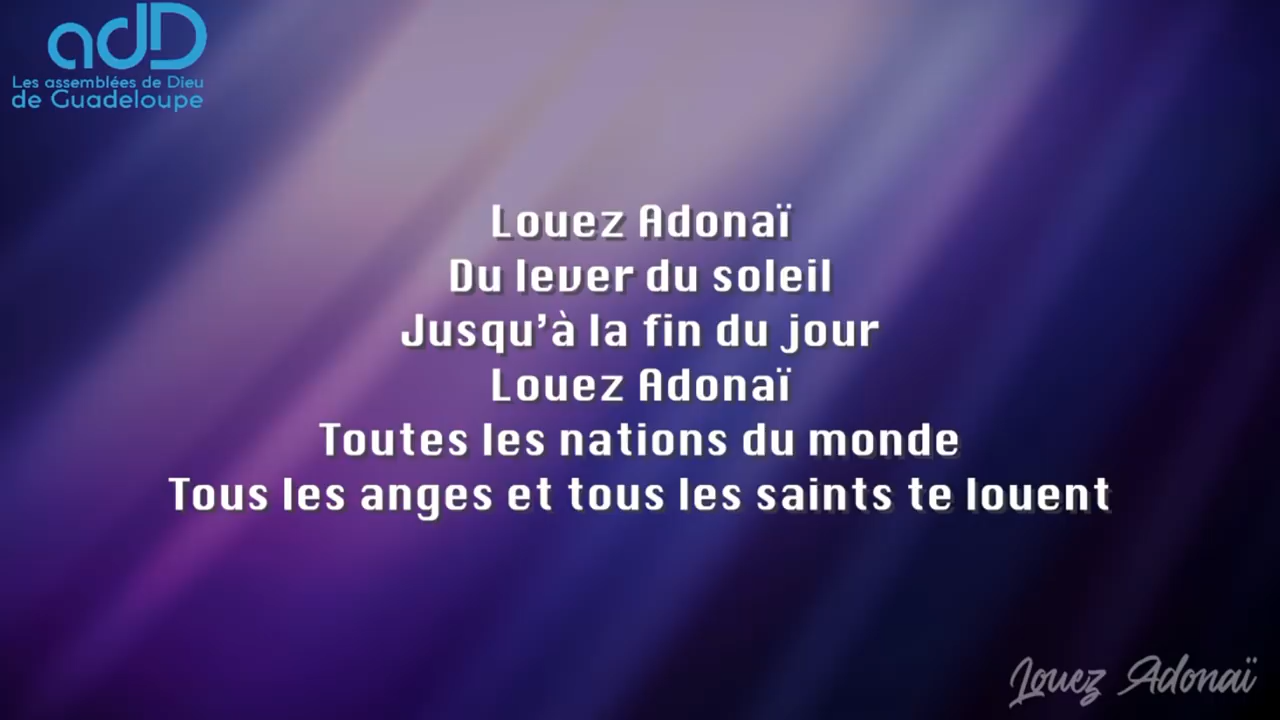 adD
Les assemblées de Dieu
de Guadeloupe
Louez Adonaï
Du lever du soleil
Jusqu’à la fin du jour
Louez Adonaï
Toutes les nations du monde
Tous les anges et tous les saints te louent
Louez Adonaï